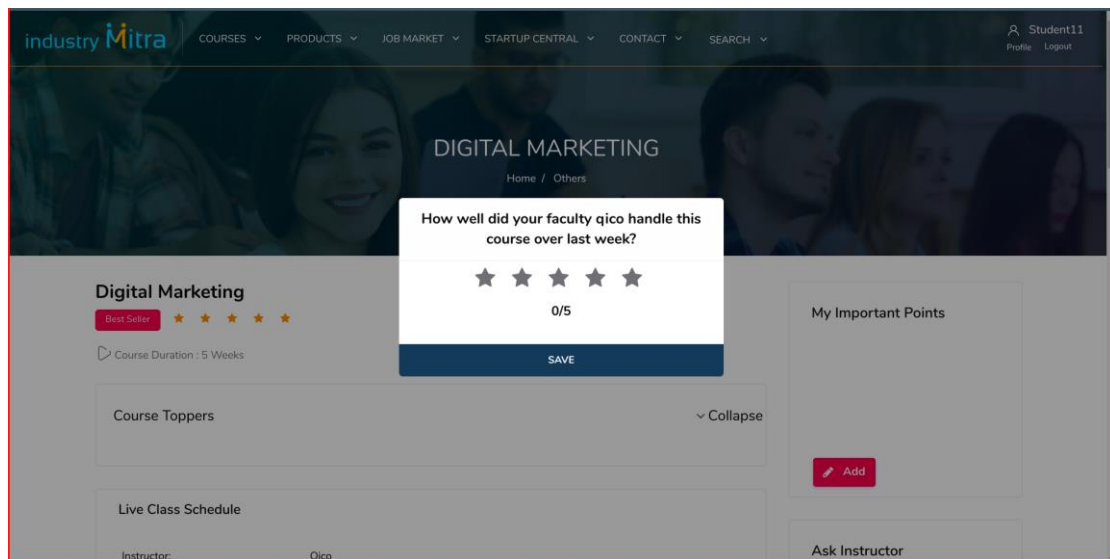 industry Mitra COURSES PRODUCTS JOB MARKET STARTUP CENTRAL CONTACT SEARCH Student11
Profile Logout
DIGITAL MARKETING
Home / Others
How well did your faculty qico handle this
course over last week?
0/5
SAVE
Digital Marketing
Best Seller
Course Duration : 5 Weeks
Course Toppers Collapse
Live Class Schedule
Instructor: Qico
My Important Points
Add
Ask Instructor